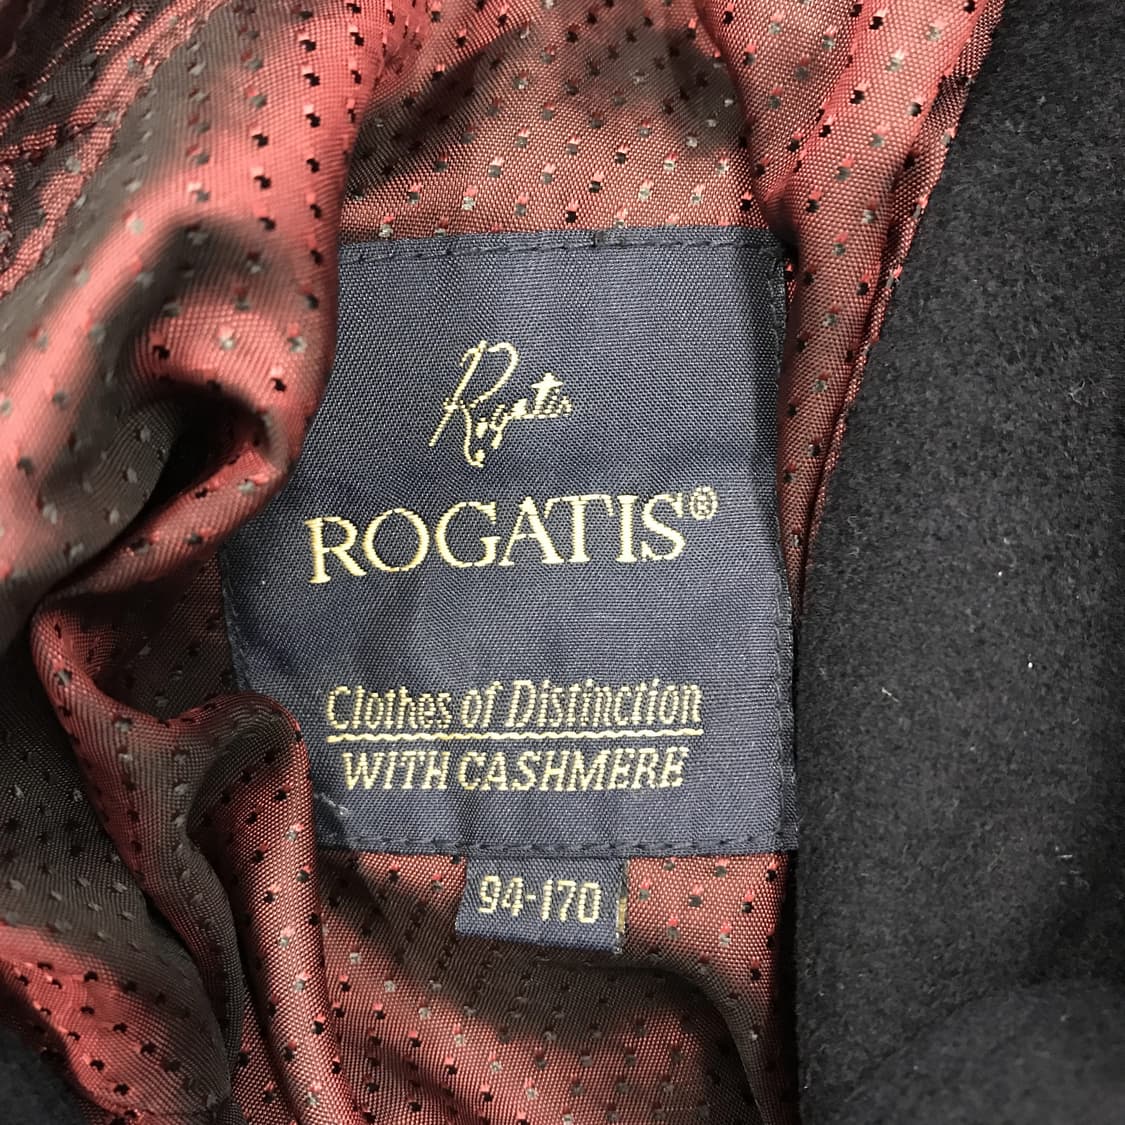 Rogatis
ROGATIS®
Clothes of Distinction
WITH CASHMERE
94-170